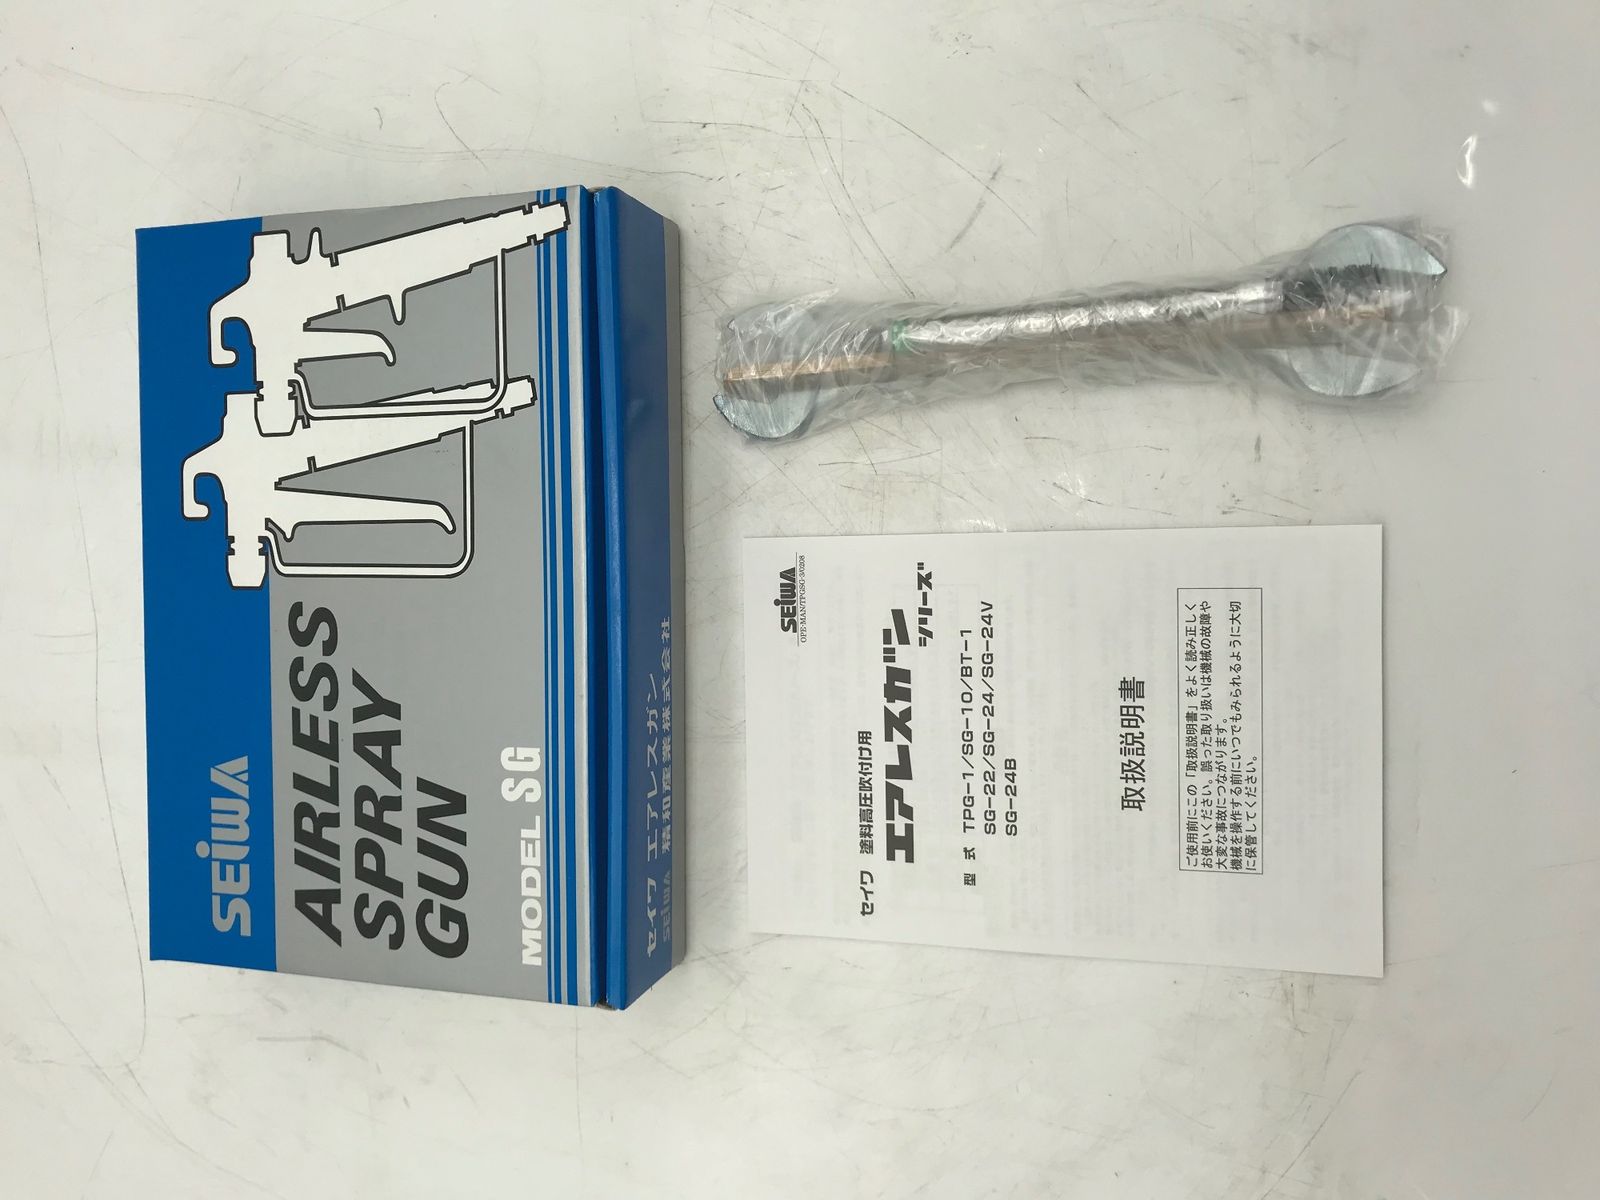 SEIWA
AIRLESS
SPRAY
GUN
MODEL SG
セイワ エアレスガン
SEIWA 精和産業株式会社
SEIWA
OPE-MAN/TPGSG-3/0208
セイワ 塗料高圧吹付け用
エアレスガン
シリーズ
型 式 TPG-1/SG-10/BT-1
SG-22/SG-24/SG-24V
SG-24B
取扱説明書
ご使用前にこの「取扱説明書」をよく読み正しく
お使いください。誤った取り扱いは機械の故障や
大変な事故につながります。
機械を操作する前にいつでもみられるように大切
に保管してください。